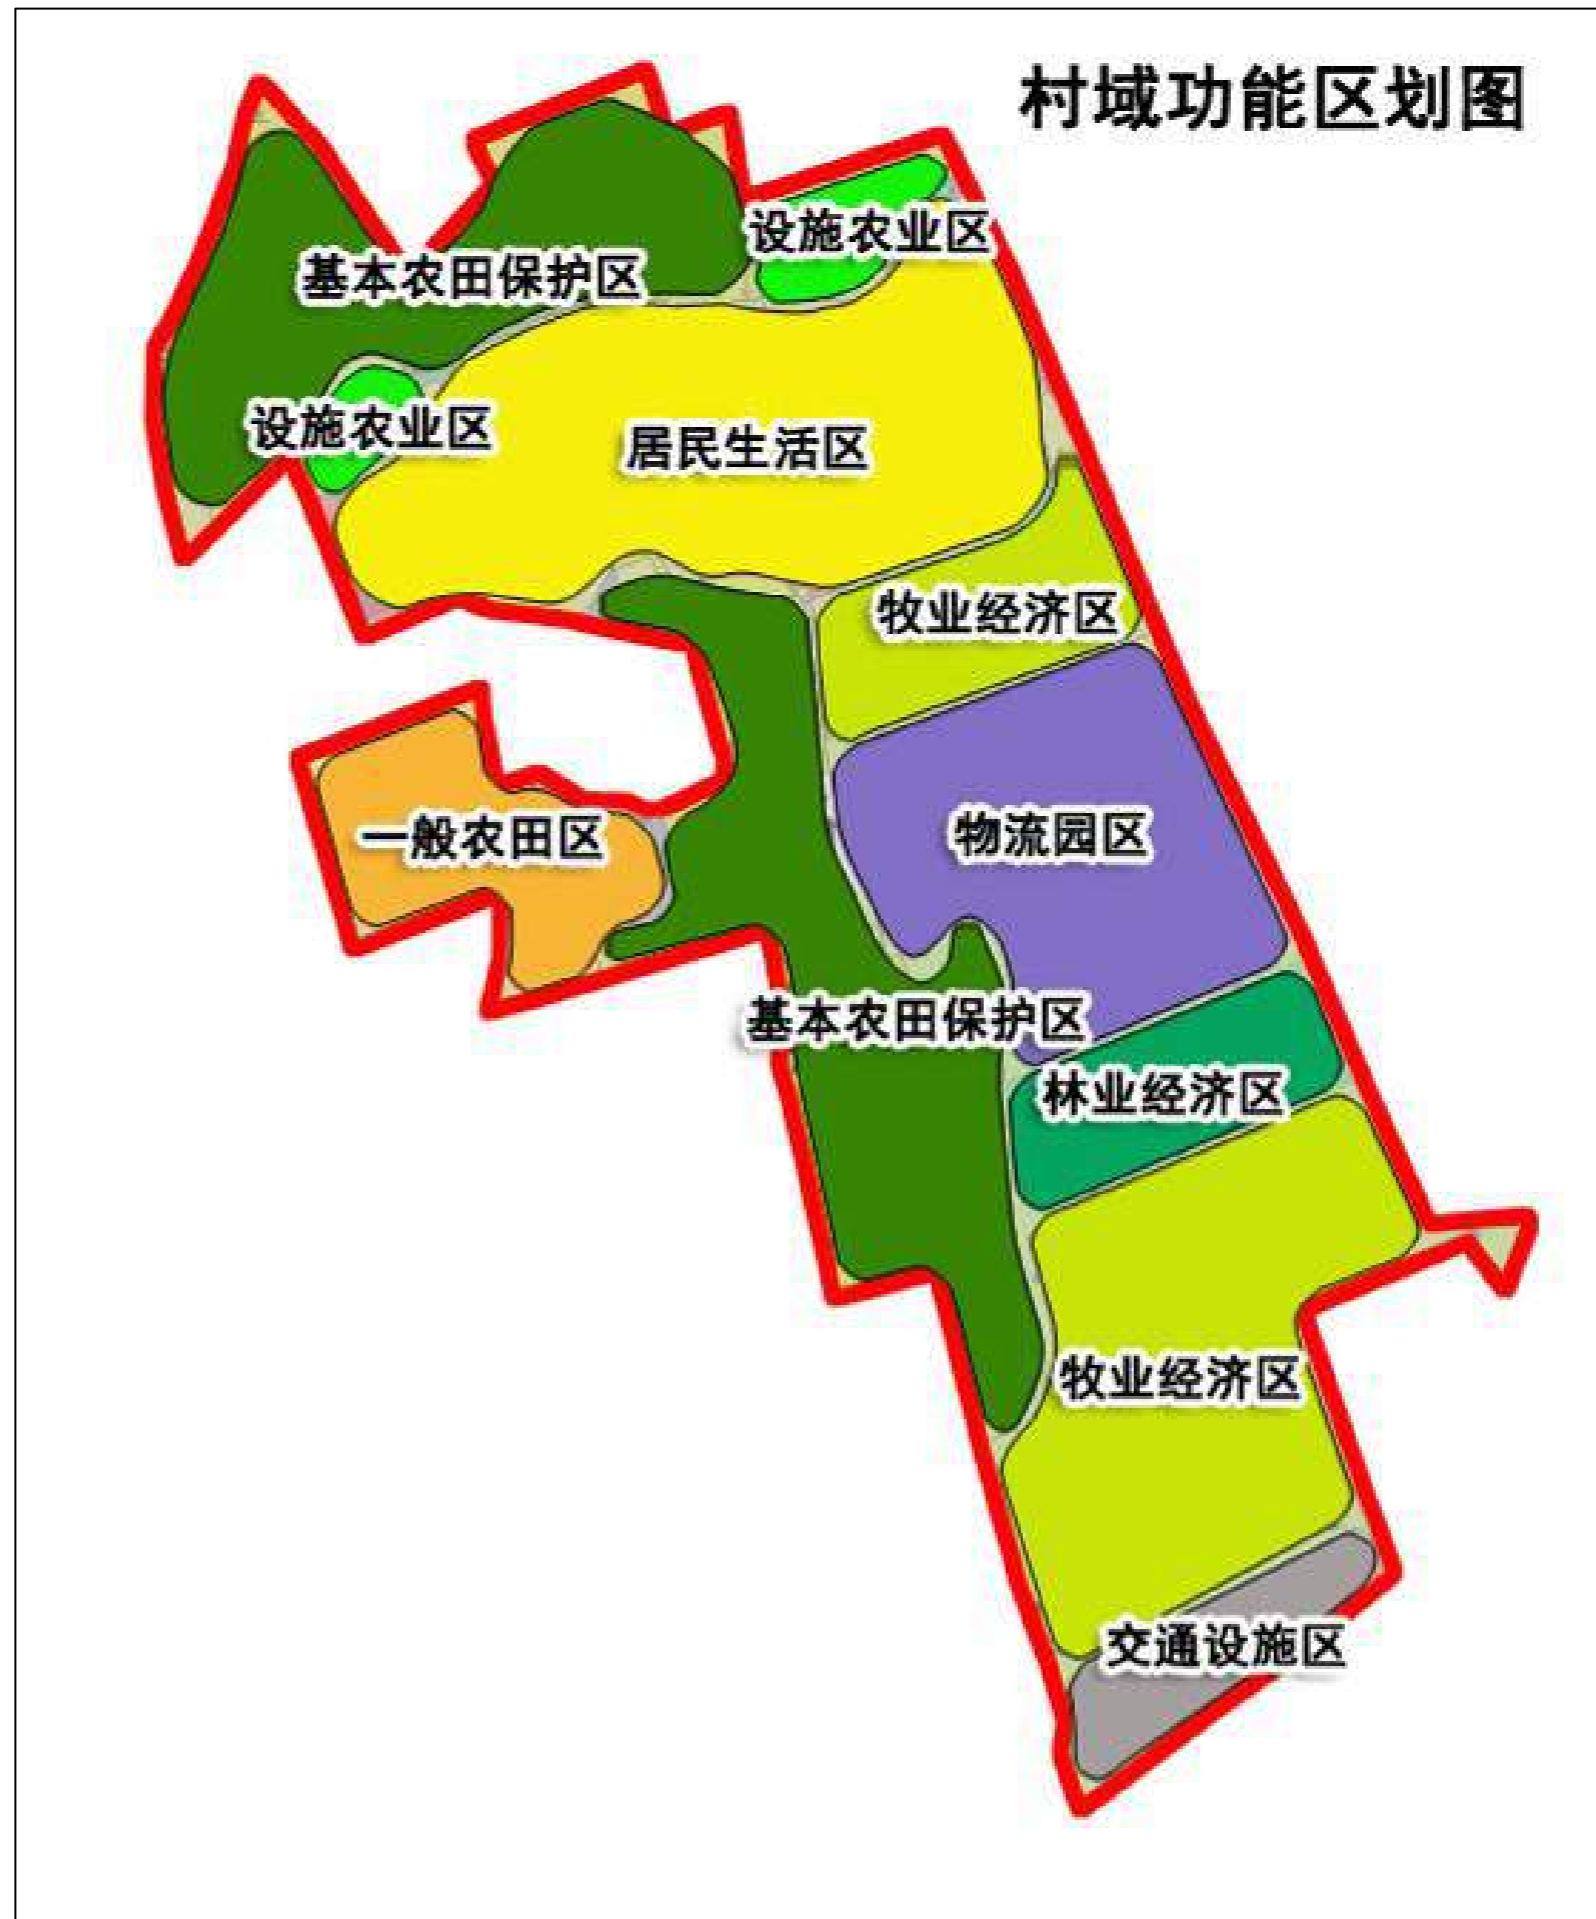 村域功能区划图
设施农业区
基本农田保护区
设施农业区
居民生活区
牧业经济区
一般农田区
物流园区
基本农田保护区
林业经济区
牧业经济区
交通设施区